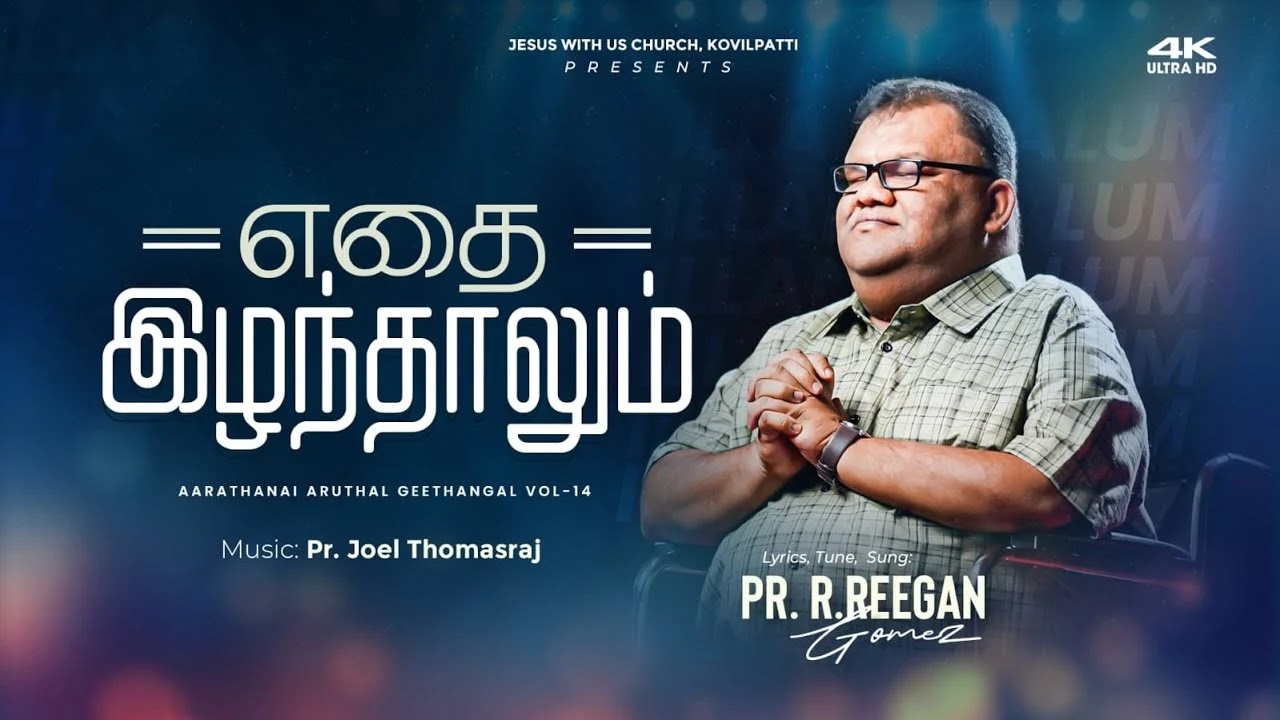 JESUS WITH US CHURCH, KOVILPATTI
PRESENTS
4K
ULTRA HD
எதை
இழந்தாலும்
AARATHANAI ARUTHAL GEETHANGAL VOL-14
Music: Pr. Joel Thomasraj
Lyrics, Tune, Sung:
PR. R.REEGAN
Gomez